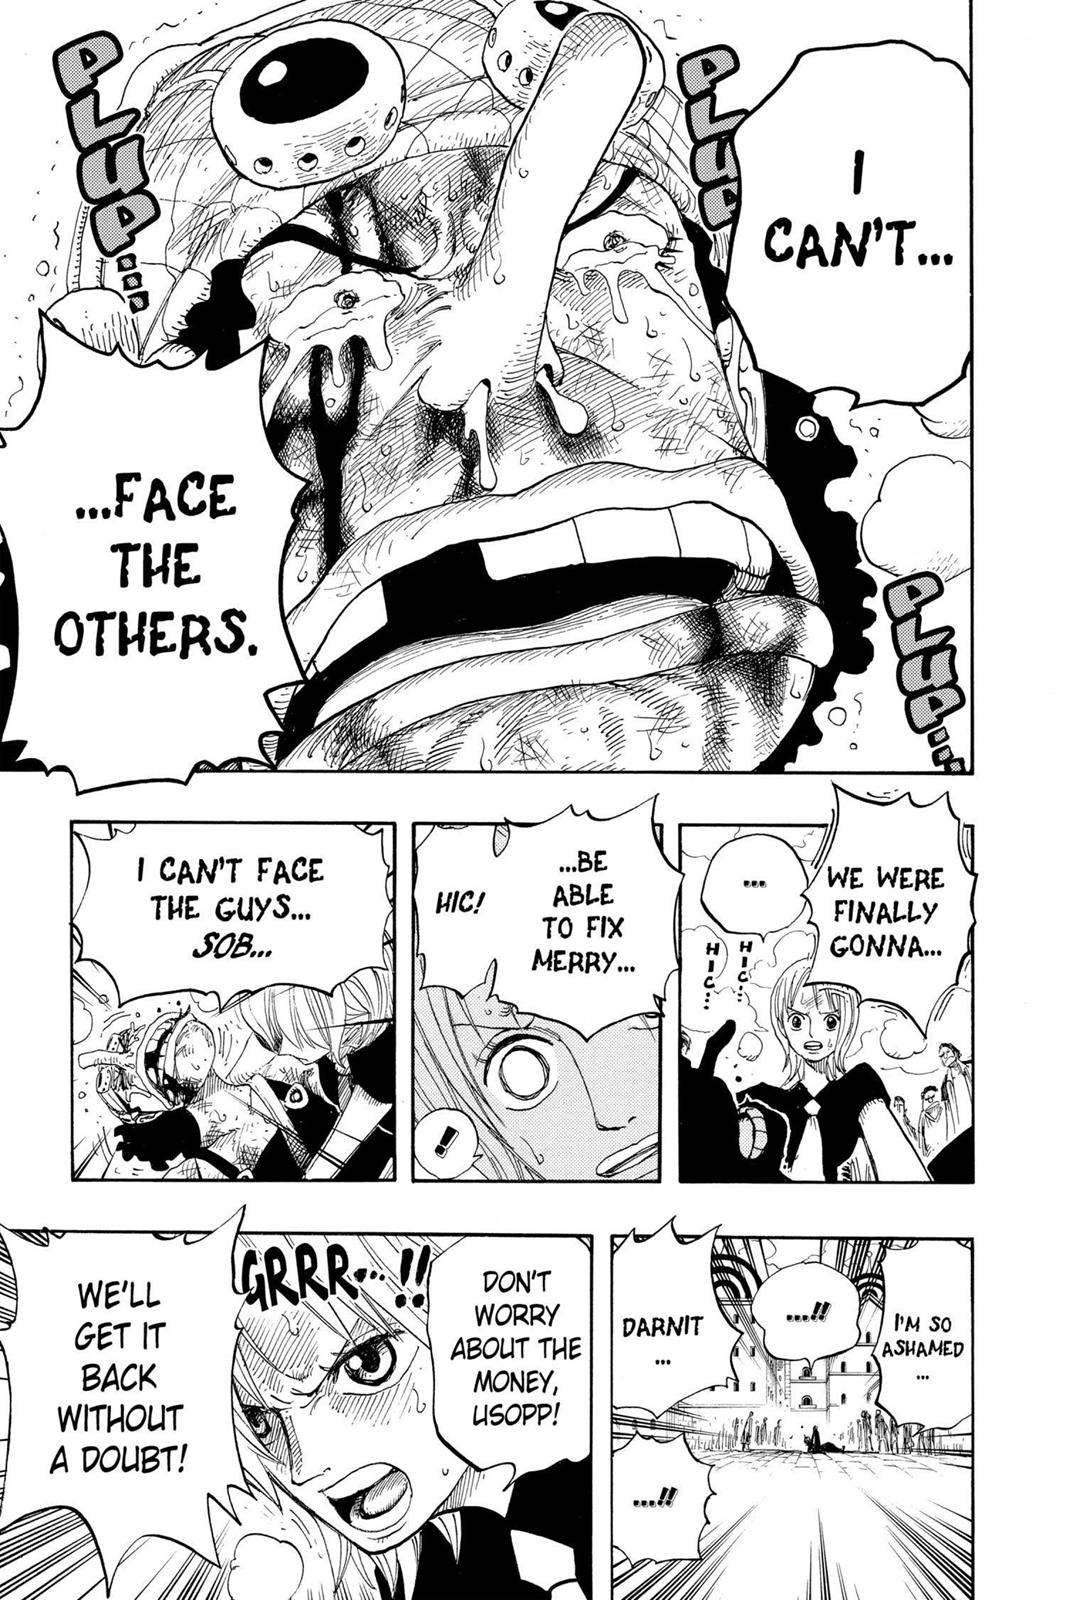 PLUP...
PLUP
I
CAN'T...
...FACE
THE
OTHERS.
PLUP...
WE WERE
FINALLY
GONNA...
...
HIC...
HIC...
...BE
ABLE
TO FIX
MERRY...
HIC!
!!
I CAN'T FACE
THE GUYS...
SOB...
I'M SO
ASHAMED
...
....!!
DARNIT
...
....!!
DON'T
WORRY
ABOUT THE
MONEY,
USOPP!
GRRR...!!
WE'LL
GET IT
BACK
WITHOUT
A DOUBT!